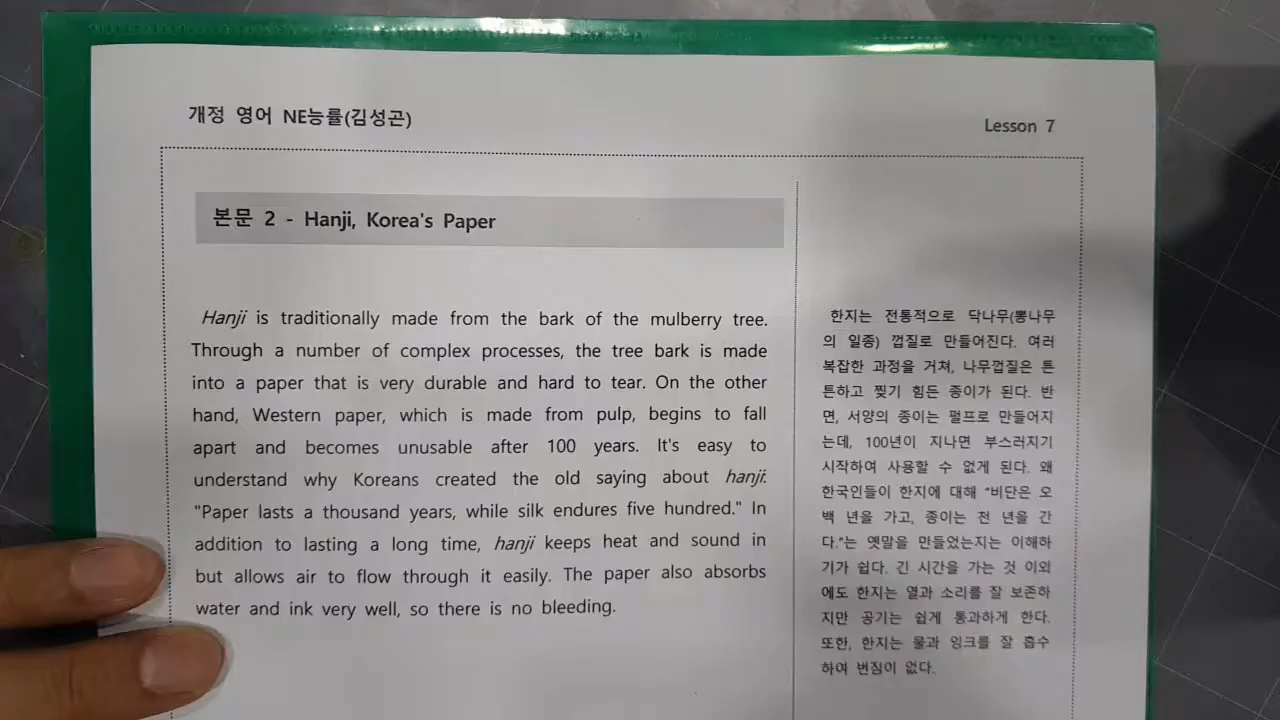 개정 영어 NE능률(김성곤)
Lesson 7
본문 2 - Hanji, Korea's Paper
Hanji is traditionally made from the bark of the mulberry tree.
Through a number of complex processes, the tree bark is made
into a paper that is very durable and hard to tear. On the other
hand, Western paper, which is made from pulp, begins to fall
apart and becomes unusable after 100 years. It's easy to
understand why Koreans created the old saying about hanji:
"Paper lasts a thousand years, while silk endures five hundred." In
addition to lasting a long time, hanji keeps heat and sound in
but allows air to flow through it easily. The paper also absorbs
water and ink very well, so there is no bleeding.
한지는 전통적으로 닥나무(뽕나무
의 일종) 껍질로 만들어진다. 여러
복잡한 과정을 거쳐, 나무껍질은 튼
튼하고 찢기 힘든 종이가 된다. 반
면, 서양의 종이는 펄프로 만들어지
는데, 100년이 지나면 부스러지기
시작하여 사용할 수 없게 된다. 왜
한국인들이 한지에 대해 “비단은 오
백 년을 가고, 종이는 천 년을 간
다.”는 옛말을 만들었는지는 이해하
기가 쉽다. 긴 시간을 가는 것 이외
에도 한지는 열과 소리를 잘 보존하
지만 공기는 쉽게 통과하게 한다.
또한, 한지는 물과 잉크를 잘 흡수
하여 번짐이 없다.